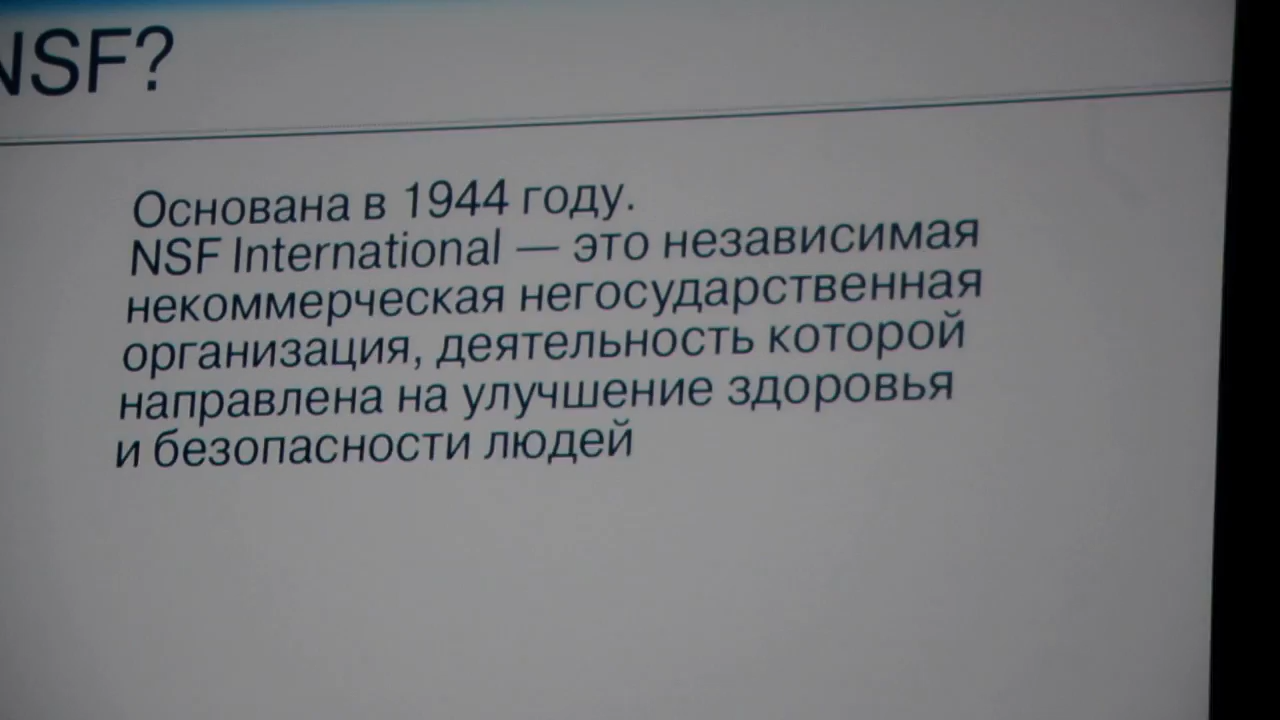 NSF?
Основана в 1944 году.
NSF International — это независимая
некоммерческая негосударственная
организация, деятельность которой
направлена на улучшение здоровья
и безопасности людей